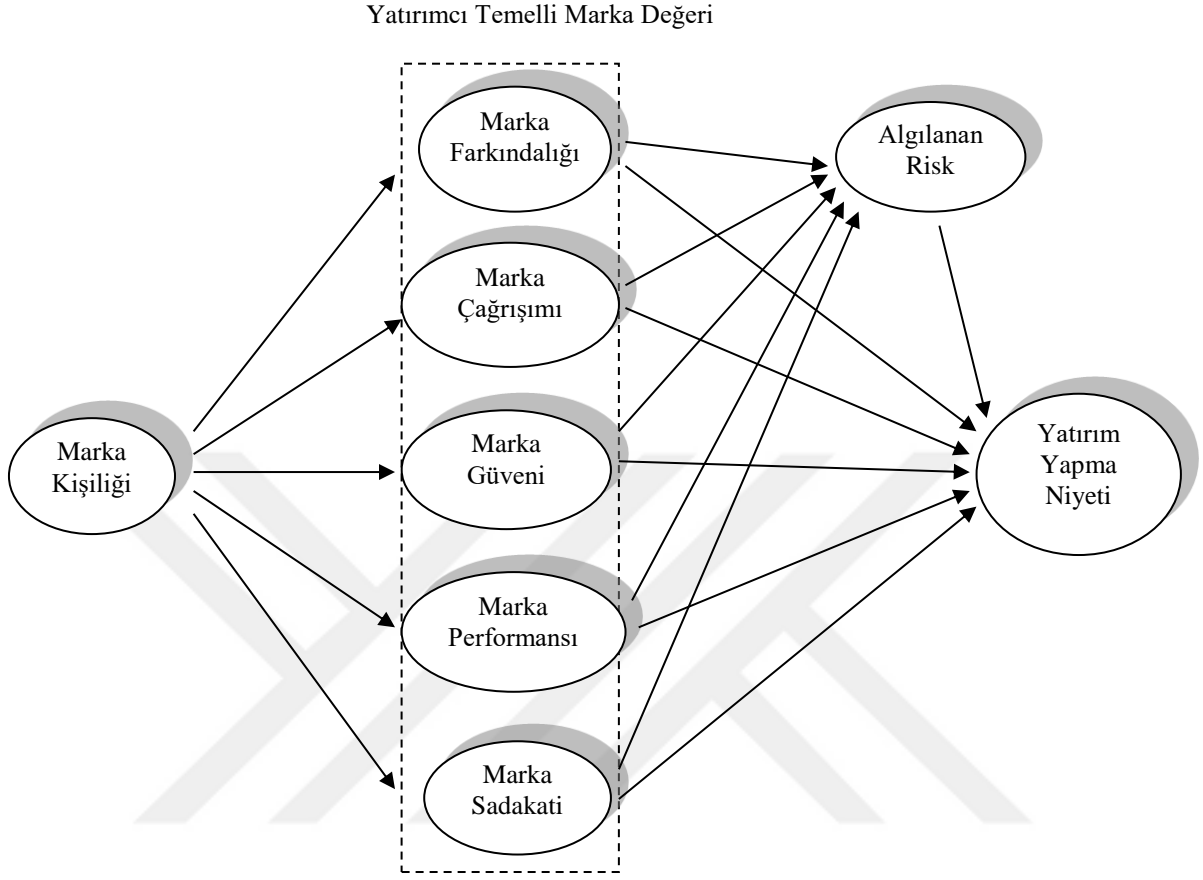 Yatırımcı Temelli Marka Değeri
Marka
Farkındalığı
Algılanan
Risk
Marka
Çağrışımı
Marka
Kişiliği
Marka
Güveni
Yatırım
Yapma
Niyeti
Marka
Performansı
Marka
Sadakati